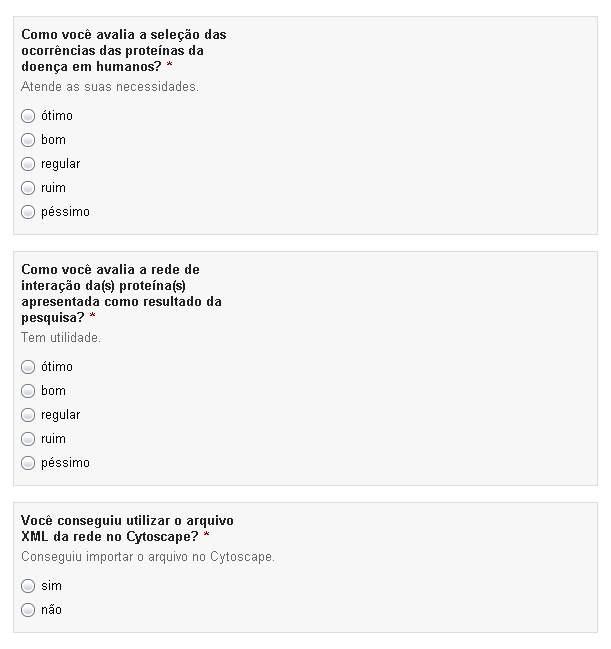 Como você avalia a seleção das
ocorrências das proteínas da
doença em humanos? *
Atende as suas necessidades.
ótimo
bom
regular
ruim
péssimo
Como você avalia a rede de
interação da(s) proteína(s)
apresentada como resultado da
pesquisa? *
Tem utilidade.
ótimo
bom
regular
ruim
péssimo
Você conseguiu utilizar o arquivo
XML da rede no Cytoscape? *
Conseguiu importar o arquivo no Cytoscape.
sim
não